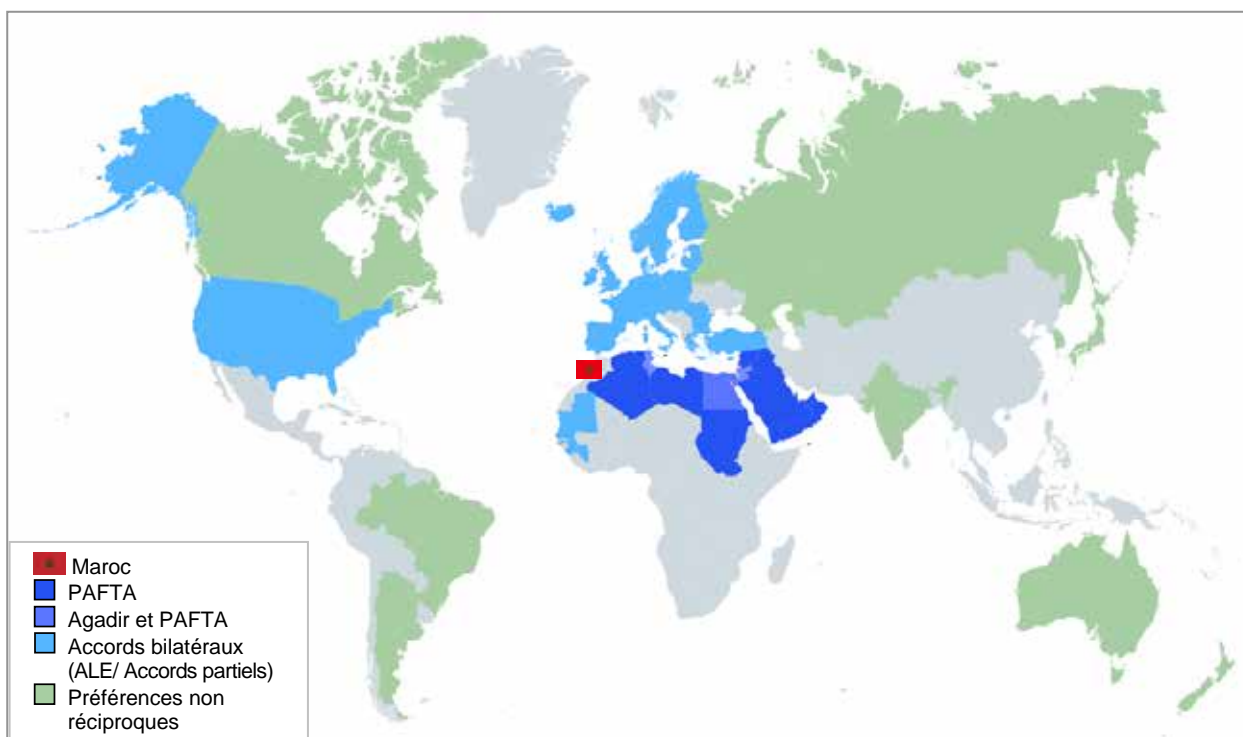 Maroc
PAFTA
Agadir et PAFTA
Accords bilatéraux
(ALE/ Accords partiels)
Préférences non
réciproques